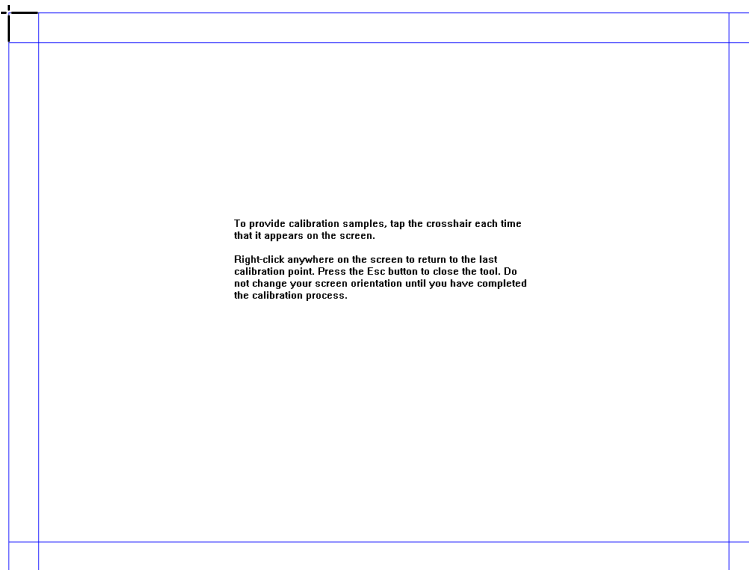 To provide calibration samples, tap the crosshair each time
that it appears on the screen.
Right-click anywhere on the screen to return to the last
calibration point. Press the Esc button to close the tool. Do
not change your screen orientation until you have completed
the calibration process.